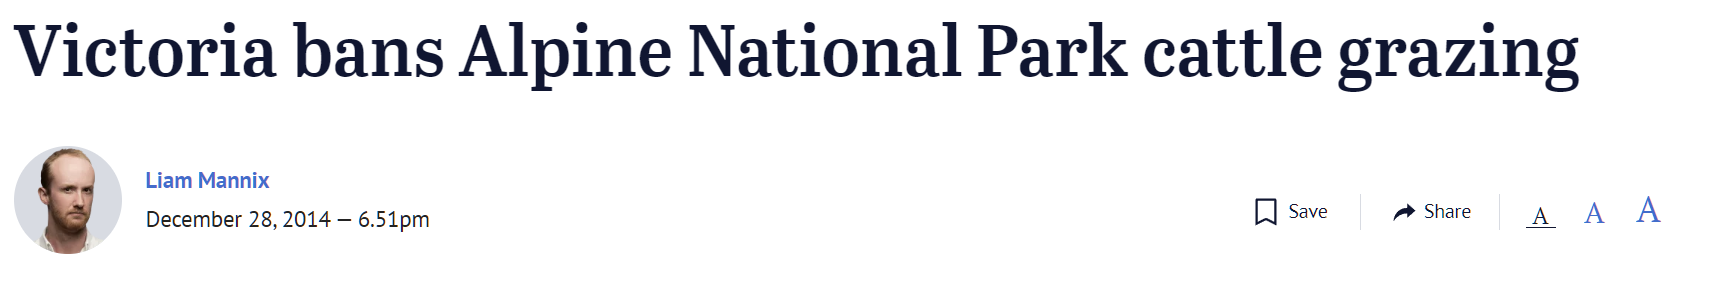 Victoria bans Alpine National Park cattle grazing
Liam Mannix
December 28, 2014 — 6.51pm
Save
Share
A A A